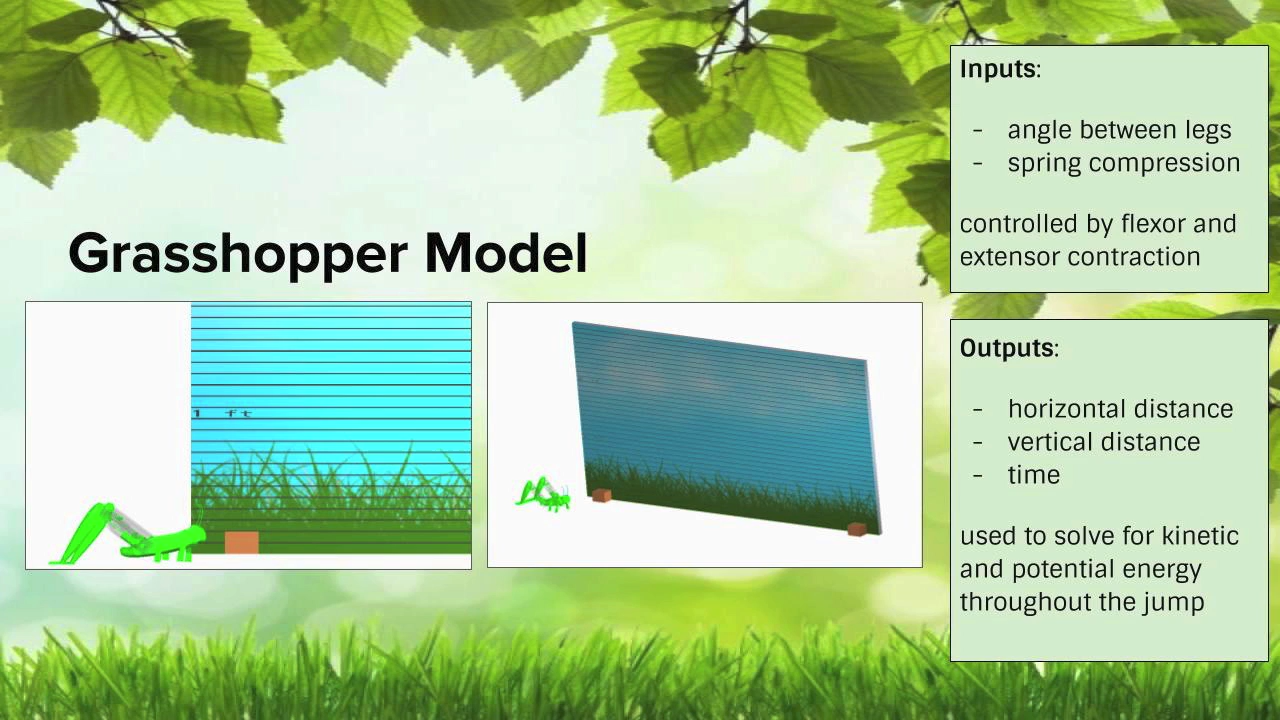 Grasshopper Model
1 ft
Inputs:
- angle between legs
- spring compression
controlled by flexor and
extensor contraction
Outputs:
- horizontal distance
- vertical distance
- time
used to solve for kinetic
and potential energy
throughout the jump